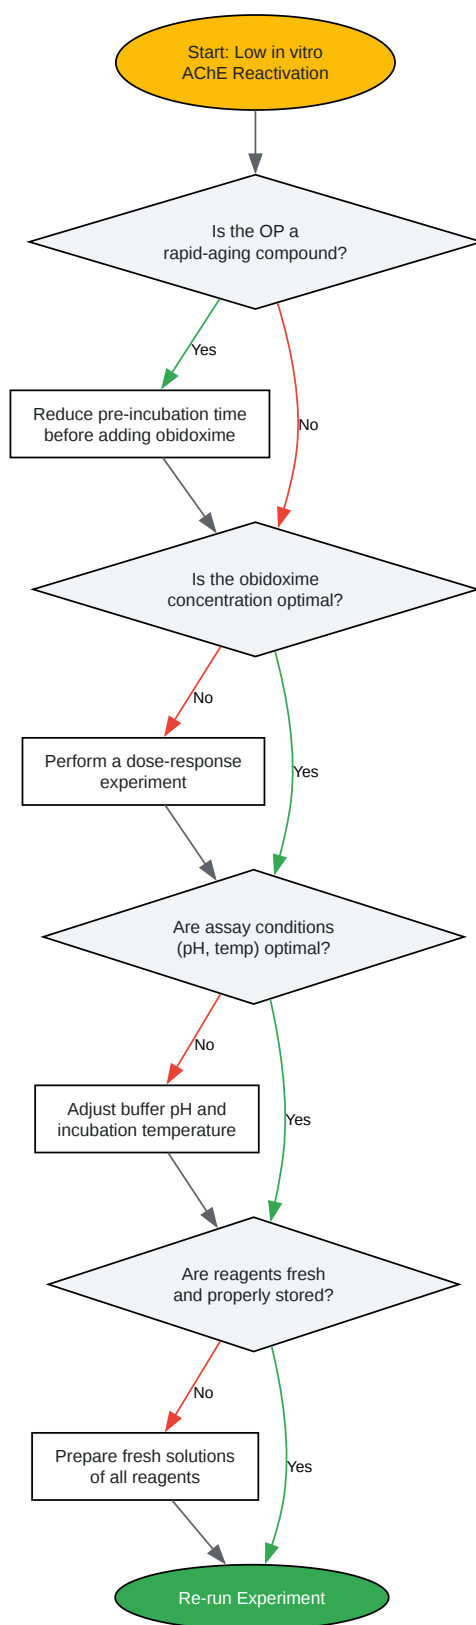 Start: Low in vitro
AChE Reactivation
Is the OP a
rapid-aging compound?
Yes
Reduce pre-incubation time
before adding obidoxime
No
Is the obidoxime
concentration optimal?
No
Perform a dose-response
experiment
Yes
Are assay conditions
(pH, temp) optimal?
No
Adjust buffer pH and
incubation temperature
Yes
Are reagents fresh
and properly stored?
No
Prepare fresh solutions
of all reagents
Yes
Re-run Experiment